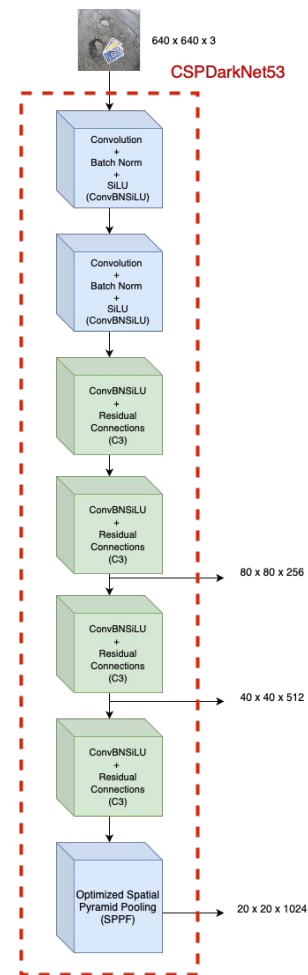 640 x 640 x 3
CSPDarkNet53
Convolution
+
Batch Norm
+
SiLU
(ConvBNSiLU)
Convolution
+
Batch Norm
+
SiLU
(ConvBNSiLU)
ConvBNSiLU
+
Residual
Connections
(C3)
ConvBNSiLU
+
Residual
Connections
(C3)
80 x 80 x 256
ConvBNSiLU
+
Residual
Connections
(C3)
40 x 40 x 512
ConvBNSiLU
+
Residual
Connections
(C3)
Optimized Spatial
Pyramid Pooling
(SPPF)
20 x 20 x 1024